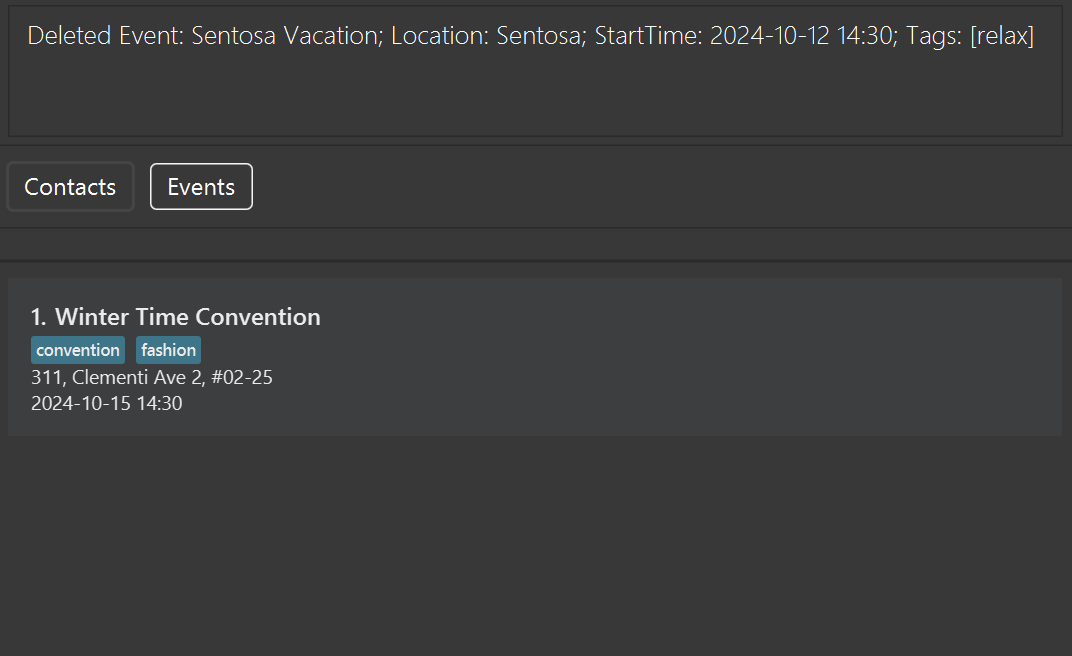 Deleted Event: Sentosa Vacation; Location: Sentosa; StartTime: 2024-10-12 14:30; Tags: [relax]
Contacts Events
1. Winter Time Convention
convention fashion
311, Clementi Ave 2, #02-25
2024-10-15 14:30